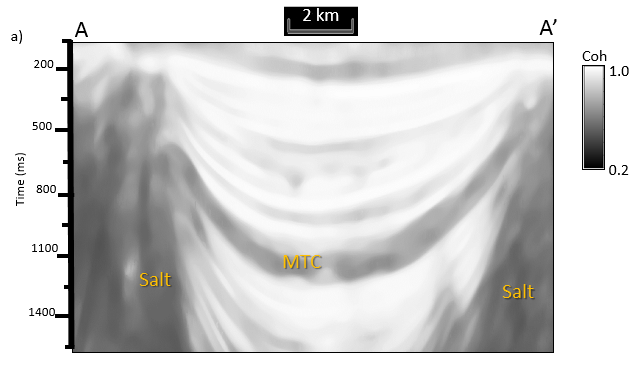 2 km
A
A’
a)
Coh
1.0
0.2
Time (ms)
200
500
800
1100
1400
MTC
Salt
Salt